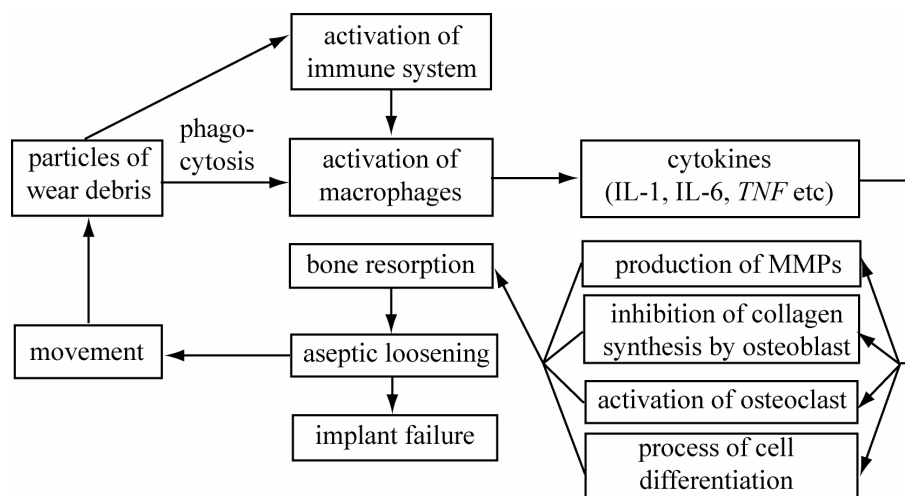 activation of
immune system
phago-
cytosis
particles of
wear debris
activation of
macrophages
cytokines
(IL-1, IL-6, TNF etc)
bone resorption
production of MMPs
inhibition of collagen
synthesis by osteoblast
movement
aseptic loosening
activation of osteoclast
implant failure
process of cell
differentiation